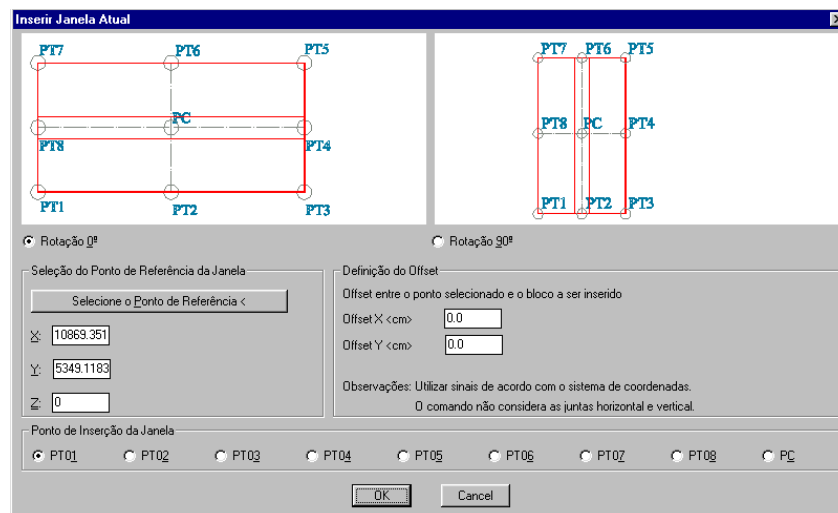 Inserir Janela Atual
PT7 PT6 PT5
PC
PT8 PT4
PT1 PT2 PT3
PT7 PT6 PT5
PT8 PC PT4
PT1 PT2 PT3
Rotação 0ª
Rotação 90ª
Seleção do Ponto de Referência da Janela
Selecione o Ponto de Referência <
X: 10869.351
Y: 5349.1183
Z: 0
Definição do Offset
Offset entre o ponto selecionado e o bloco a ser inserido
Offset X <cm> 0.0
Offset Y <cm> 0.0
Observações: Utilizar sinais de acordo com o sistema de coordenadas.
O comando não considera as juntas horizontal e vertical.
Ponto de Inserção da Janela
PT01 PT02 PT03 PT04 PT05 PT06 PT07 PT08 PC
OK Cancel